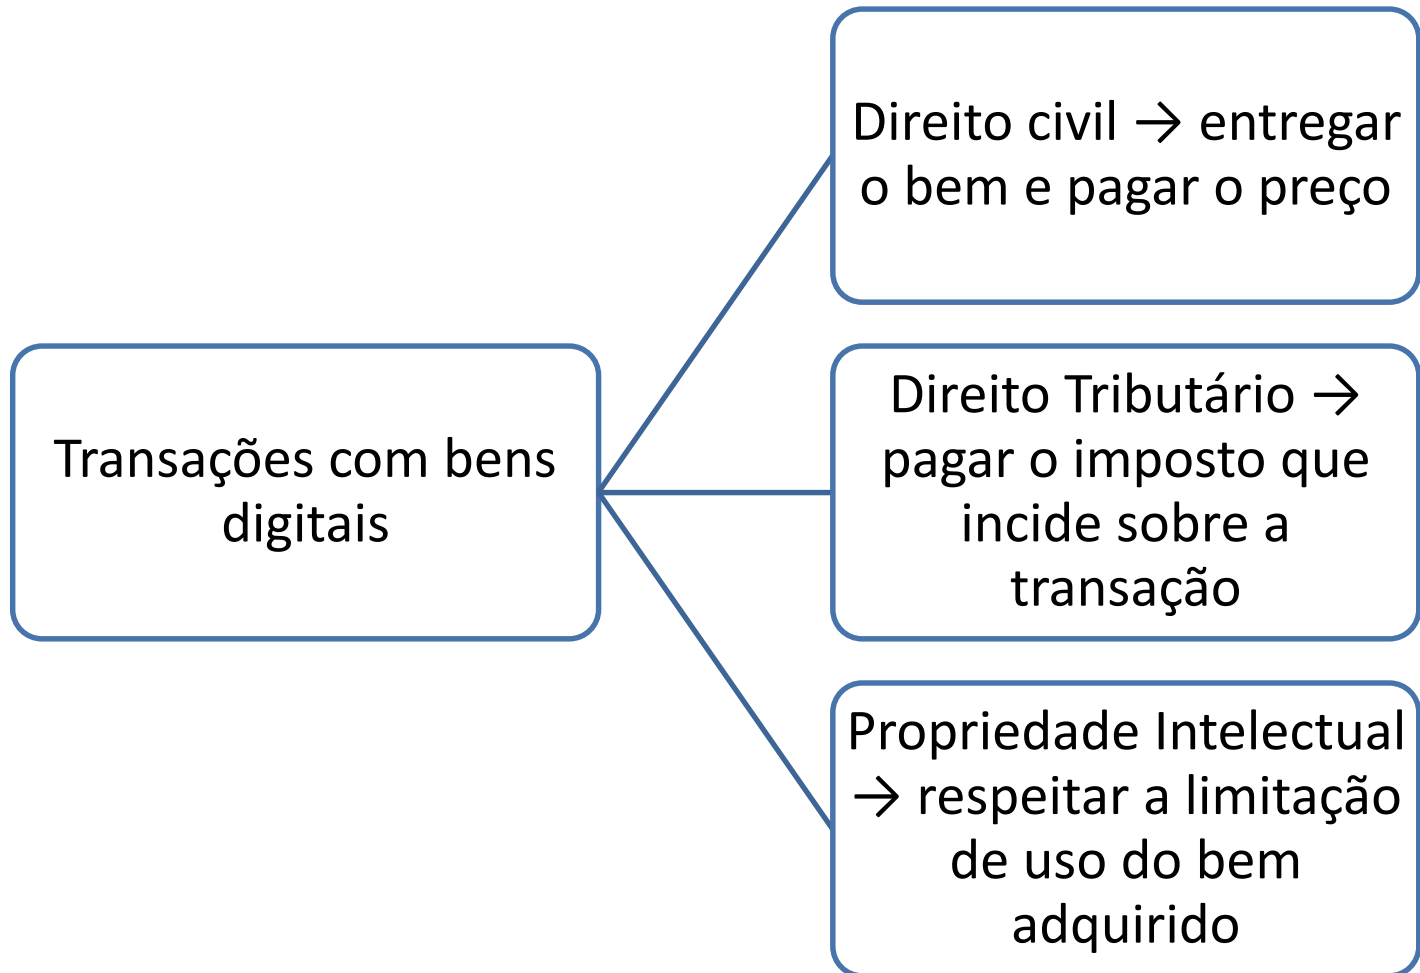 Direito civil → entregar
o bem e pagar o preço
Transações com bens
digitais
Direito Tributário →
pagar o imposto que
incide sobre a
transação
Propriedade Intelectual
→ respeitar a limitação
de uso do bem
adquirido